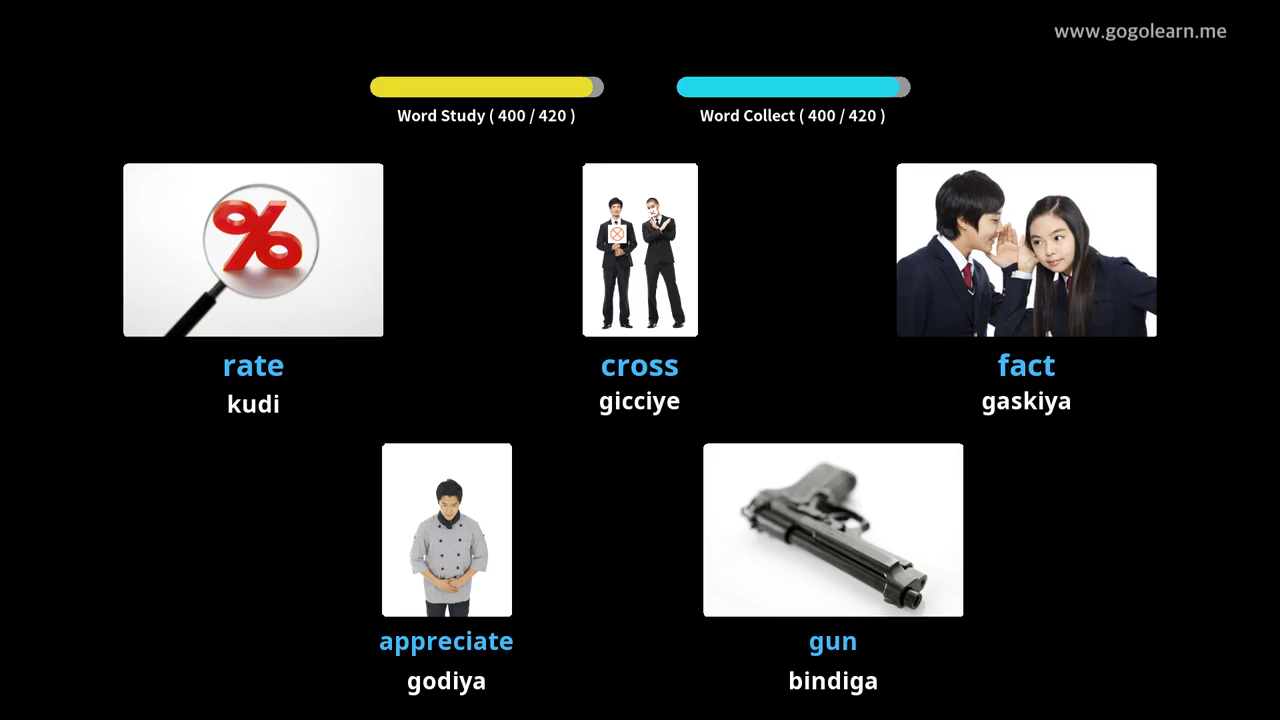 www.gogolearn.me
Word Study ( 400 / 420 )
Word Collect ( 400 / 420 )
rate
kudi
cross
gicciye
fact
gaskiya
appreciate
godiya
gun
bindiga